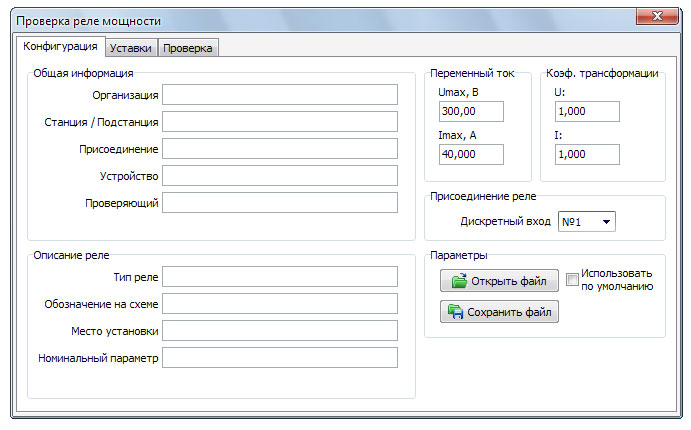 Проверка реле мощности
Конфигурация Уставки Проверка
Общая информация
Организация
Станция / Подстанция
Присоединение
Устройство
Проверяющий
Описание реле
Тип реле
Обозначение на схеме
Место установки
Номинальный параметр
Переменный ток
Umax, В
300,00
Imax, А
40,000
Коэф. трансформации
U:
1,000
I:
1,000
Присоединение реле
Дискретный вход №1
Параметры
Открыть файл
Использовать
по умолчанию
Сохранить файл